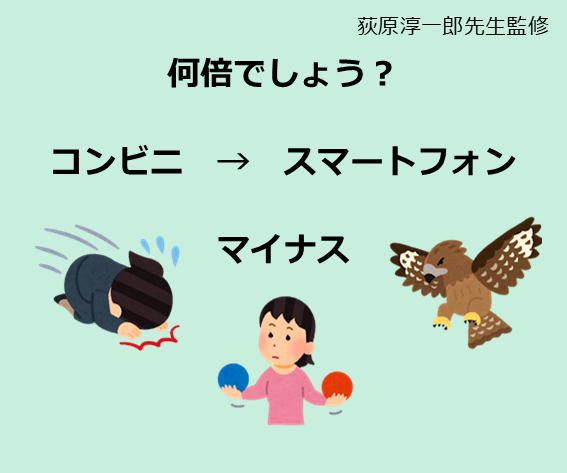 荻原淳一郎先生監修
何倍でしょう？
コンビニ　→　スマートフォン
マイナス